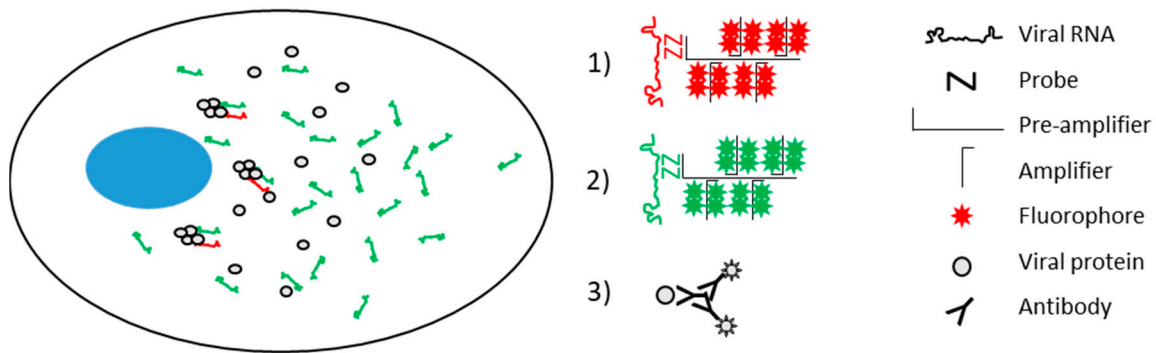 1)
2)
3)
Viral RNA
Probe
Pre-amplifier
Amplifier
Fluorophore
Viral protein
Antibody